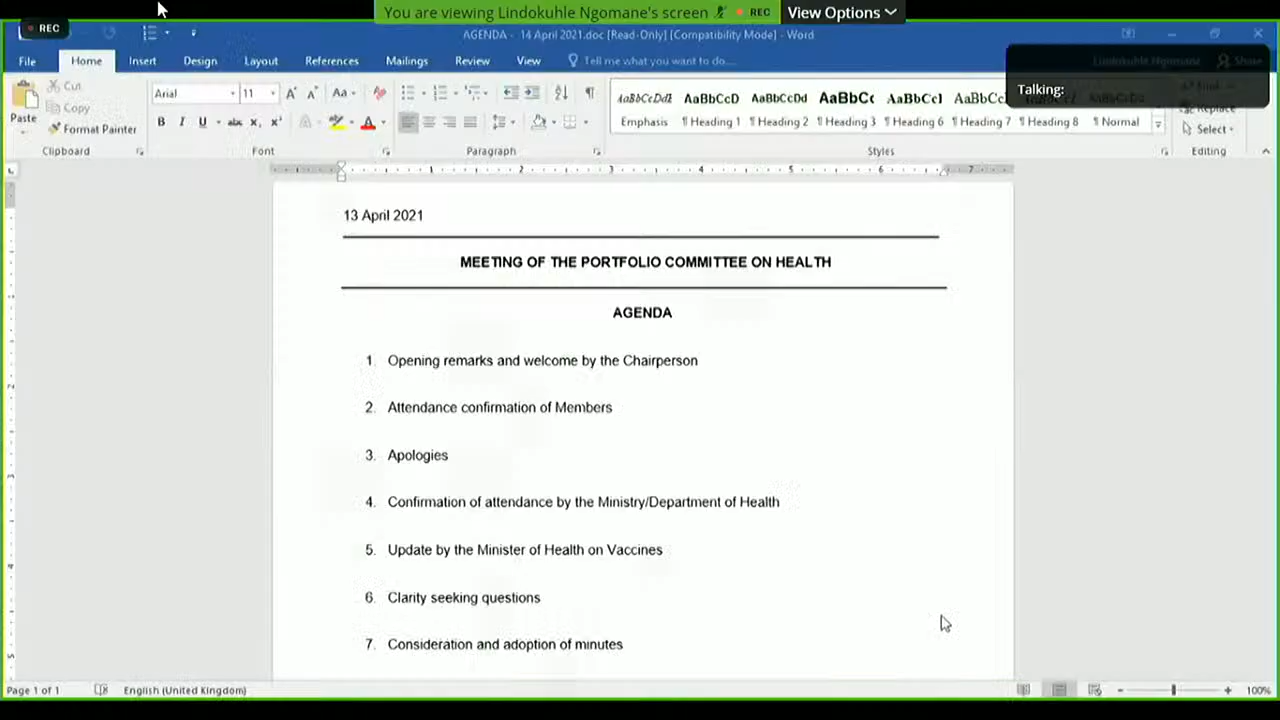 You are viewing Lindokuhle Ngomane's screen REC View Options
REC
AGENDA - 14 April 2021.doc [Read-Only] [Compatibility Mode] - Word
File Home Insert Design Layout References Mailings Review View Tell me what you want to do... Lindokuhle Ngomane Share
Talking:
Cut
Copy
Paste
Format Painter
Arial 11
AaBbCcDdE AaBbCcD AaBbCcDd AaBbCc AaBbCcI AaBbCc
Emphasis ¶ Heading 1 ¶ Heading 2 ¶ Heading 3 ¶ Heading 6 ¶ Heading 7 ¶ Heading 8 ¶ Normal
Replace
Select
Clipboard Font Paragraph Styles Editing
13 April 2021
MEETING OF THE PORTFOLIO COMMITTEE ON HEALTH
AGENDA
1. Opening remarks and welcome by the Chairperson
2. Attendance confirmation of Members
3. Apologies
4. Confirmation of attendance by the Ministry/Department of Health
5. Update by the Minister of Health on Vaccines
6. Clarity seeking questions
7. Consideration and adoption of minutes
Page 1 of 1 English (United Kingdom) 100%